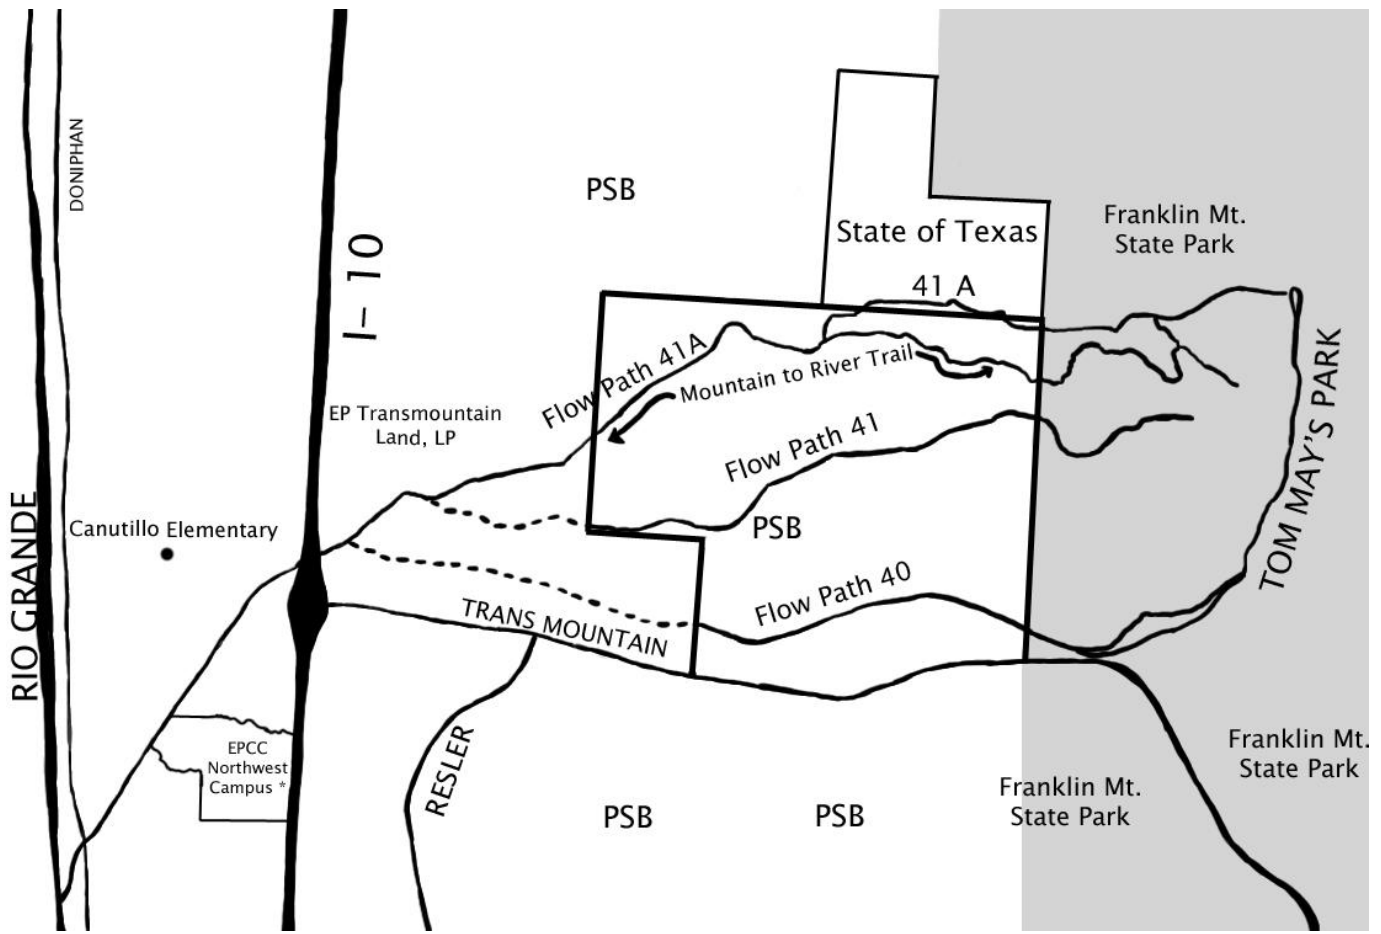 DONIPHAN
PSB
Franklin Mt.
State Park
State of Texas
I-10
41 A
Flow Path 41A
Mountain to River Trail
EP Transmountain
Land, LP
Flow Path 41
TOM MAY'S PARK
RIO GRANDE
Canutillo Elementary
PSB
Flow Path 40
TRANS MOUNTAIN
EPCC
Northwest
Campus *
RESLER
PSB
PSB
Franklin Mt.
State Park
Franklin Mt.
State Park